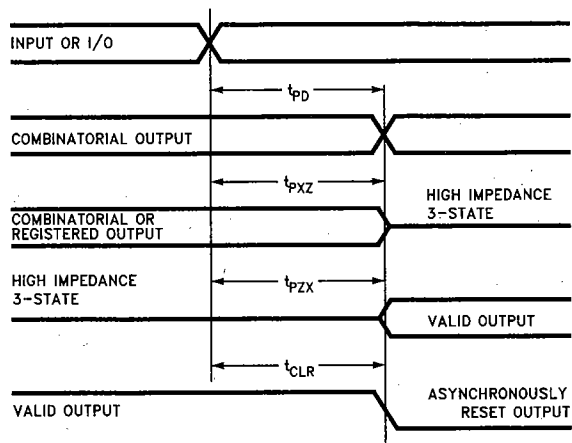 INPUT OR I/O
tPD
COMBINATORIAL OUTPUT
tPXZ
HIGH IMPEDANCE
3-STATE
COMBINATORIAL OR
REGISTERED OUTPUT
HIGH IMPEDANCE
3-STATE
tPZX
VALID OUTPUT
tCLR
VALID OUTPUT
ASYNCHRONOUSLY
RESET OUTPUT